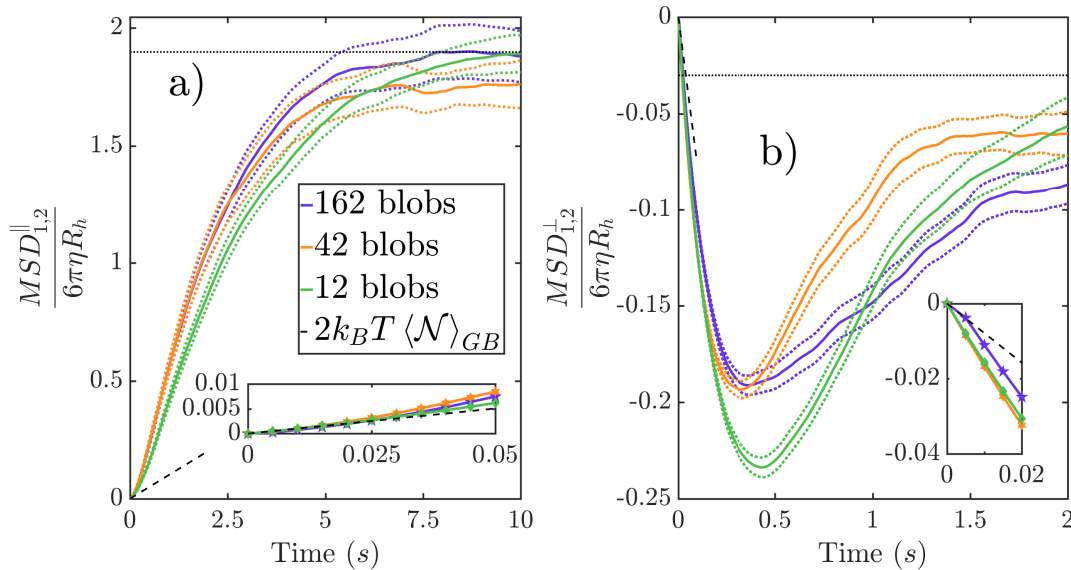 2
1.5
1
0.5
0
MSD^{||}_{1,2} / 6πηR_h
a)
162 blobs
42 blobs
12 blobs
2k_BT ⟨𝒩⟩_{GB}
0.01
0.005
0
0 0.025 0.05
0 2.5 5 7.5 10
Time (s)
0
-0.05
-0.1
-0.15
-0.2
-0.25
MSD^{⊥}_{1,2} / 6πηR_h
b)
0
-0.02
-0.04
0 0.02
0 0.5 1 1.5 2
Time (s)